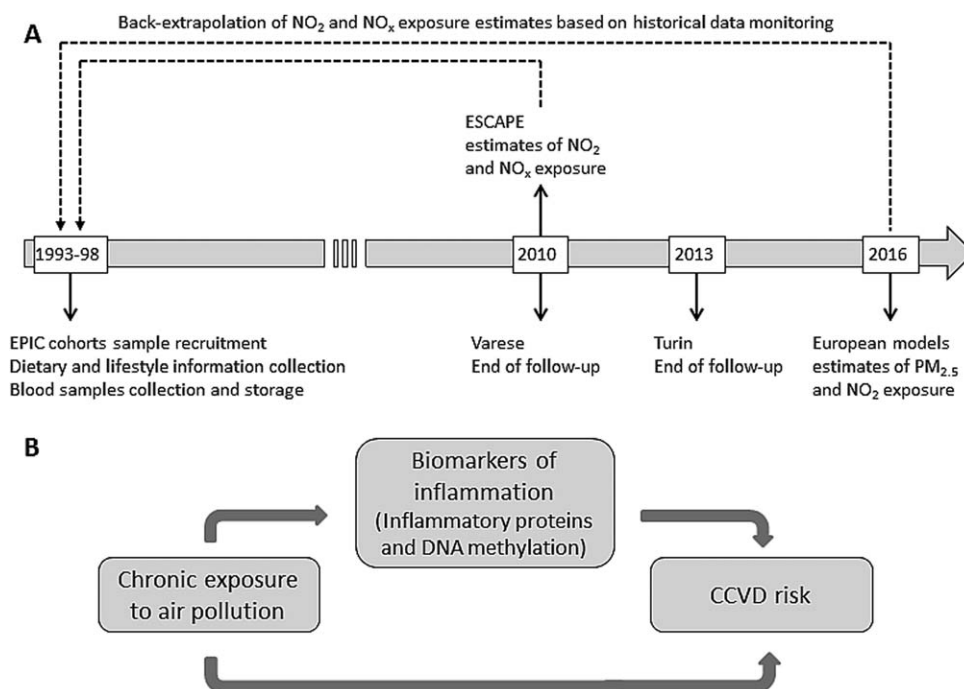 Back-extrapolation of NO₂ and NOₓ exposure estimates based on historical data monitoring
A
ESCAPE
estimates of NO₂
and NOₓ exposure
1993-98
2010
2013
2016
EPIC cohorts sample recruitment
Dietary and lifestyle information collection
Blood samples collection and storage
Varese
End of follow-up
Turin
End of follow-up
European models
estimates of PM₂.₅
and NO₂ exposure
B
Biomarkers of
inflammation
(Inflammatory proteins
and DNA methylation)
Chronic exposure
to air pollution
CCVD risk